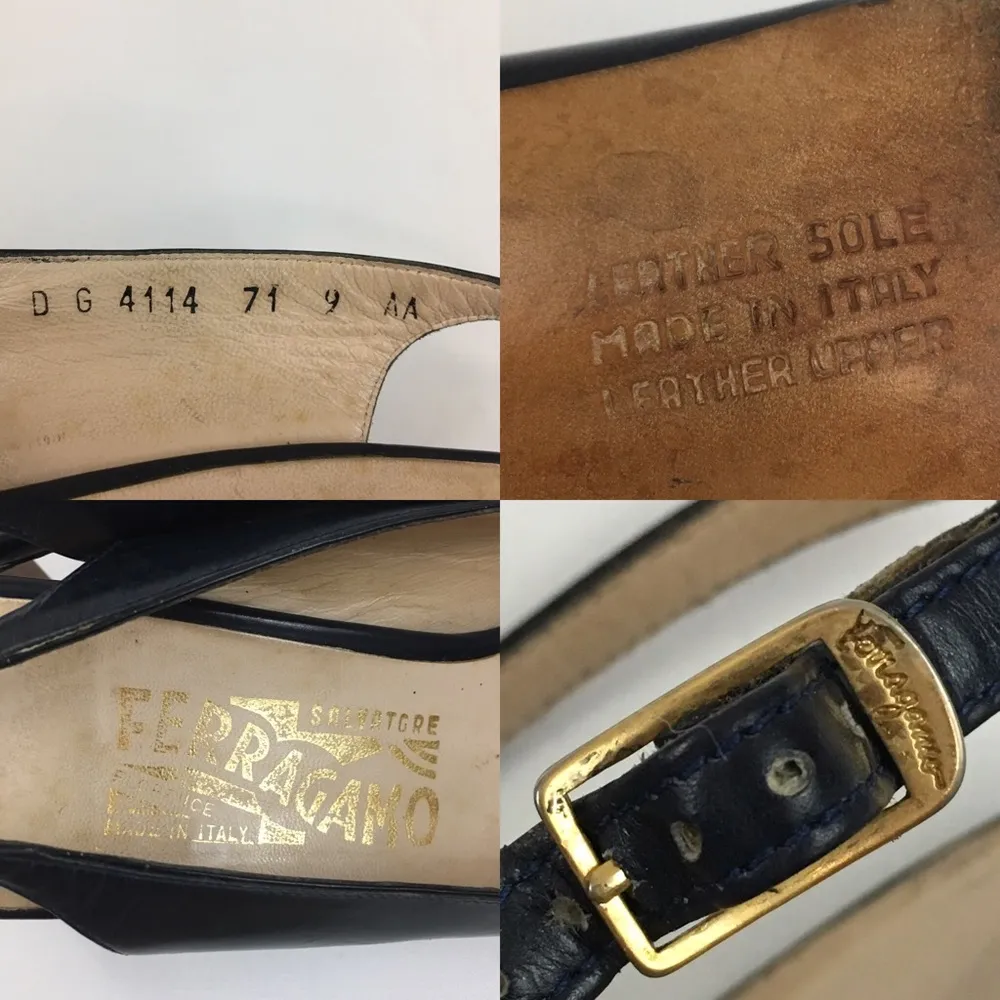 D G 4114 71 9 AA
LEATHER SOLE
MADE IN ITALY
LEATHER UPPER
SALVATORE
FERRAGAMO
MADE IN ITALY
Ferragamo